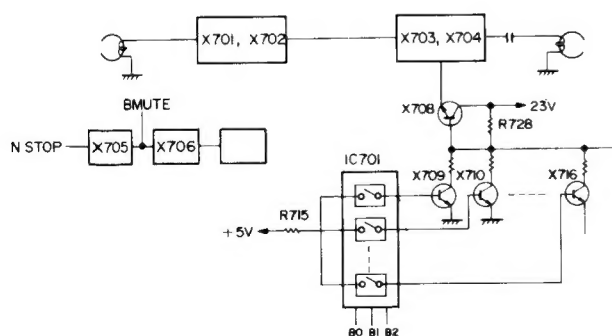 X701, X702
X703, X704
X708
23V
R728
8MUTE
N STOP
X705
X706
IC701
X709
X710
X716
R715
+5V
B0 B1 B2